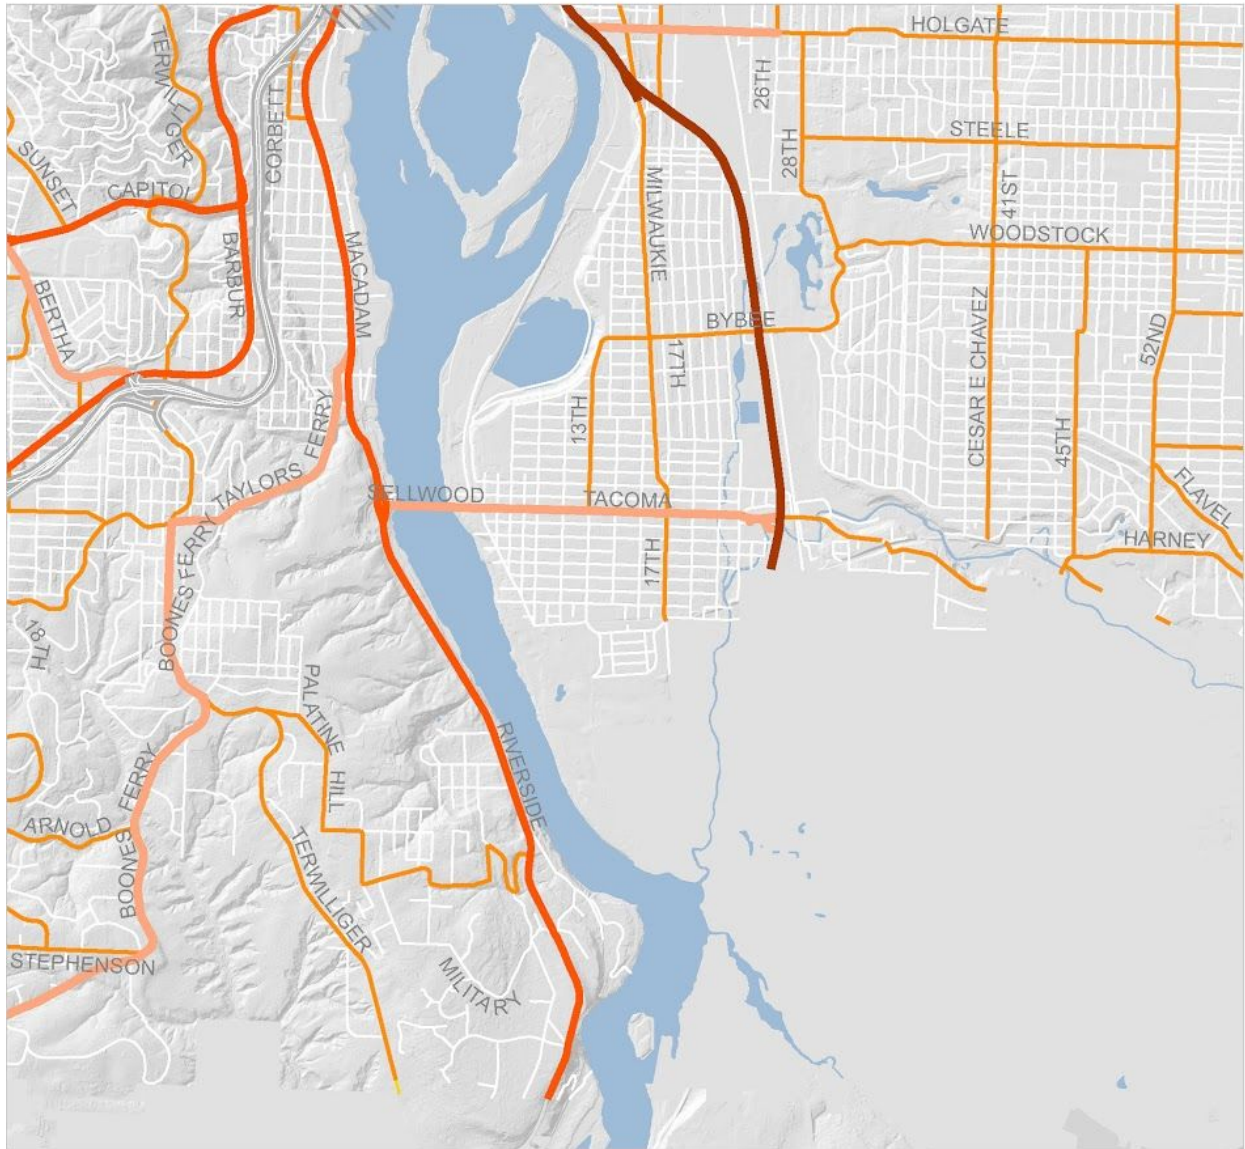 HOLGATE
TERWILLIGER
CORBETT
26TH
STEELE
28TH
SUNSET
CAPITOL
MILWAUKIE
41ST
WOODSTOCK
BARBUR
MACADAM
BERTHA
BYBEE
17TH
CESAR E CHAVEZ
52ND
13TH
45TH
TAYLORS FERRY
SELLWOOD
TACOMA
FLAVEL
HARNEY
BOONES FERRY
17TH
18TH
PALATINE HILL
RIVERSIDE
BOONES FERRY
ARNOLD
TERWILLIGER
STEPHENSON
MILITARY